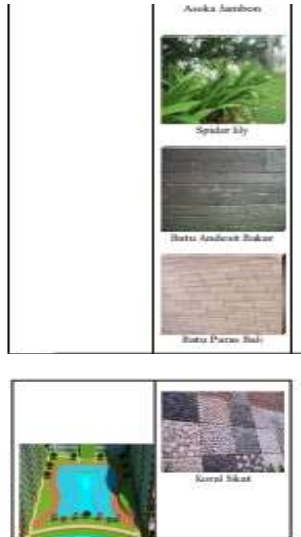 Asoka Jambon
Spider lily
Batu Andesit Bakar
Batu Paras Bali
Koral Sikat